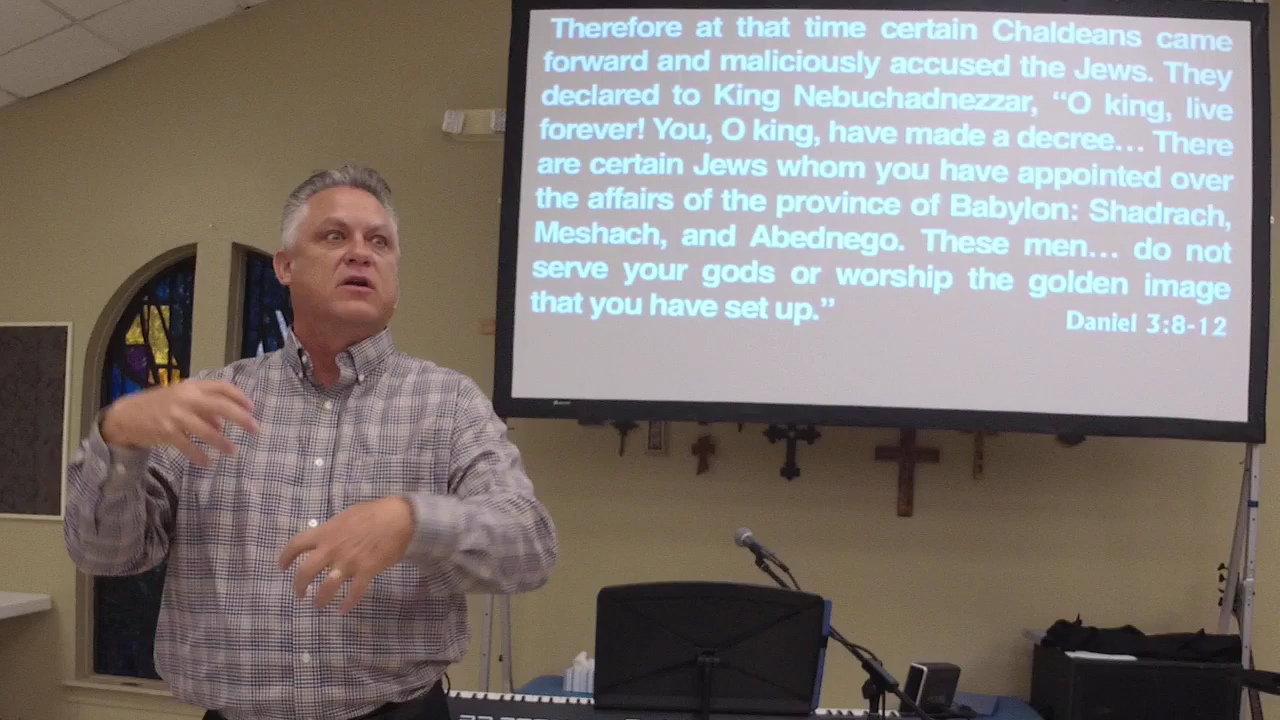 Therefore at that time certain Chaldeans came
forward and maliciously accused the Jews. They
declared to King Nebuchadnezzar, “O king, live
forever! You, O king, have made a decree… There
are certain Jews whom you have appointed over
the affairs of the province of Babylon: Shadrach,
Meshach, and Abednego. These men… do not
serve your gods or worship the golden image
that you have set up.”
Daniel 3:8-12